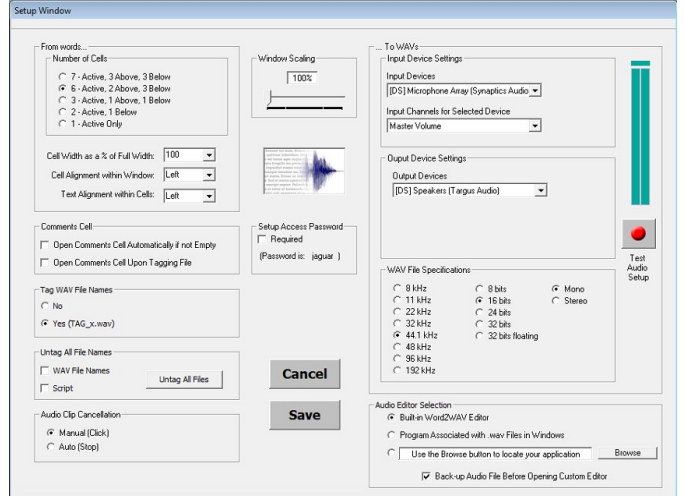 Setup Window
From words...
Number of Cells
7 - Active, 3 Above, 3 Below
6 - Active, 2 Above, 3 Below
3 - Active, 1 Above, 1 Below
2 - Active, 1 Below
1 - Active Only
Cell Width as a % of Full Width: 100
Cell Alignment within Window: Left
Text Alignment within Cells: Left
Comments Cell
Open Comments Cell Automatically if not Empty
Open Comments Cell Upon Tagging File
Tag WAV File Names
No
Yes (TAG_x.wav)
Untag All File Names
WAV File Names
Script
Untag All Files
Audio Clip Cancellation
Manual (Click)
Auto (Stop)
Window Scaling
100%
Setup Access Password
Required
(Password is: jaguar )
Cancel
Save
... To WAVs
Input Device Settings
Input Devices
[DS] Microphone Array (Synaptics Audio
Input Channels for Selected Device
Master Volume
Ouput Device Settings
Output Devices
[DS] Speakers (Targus Audio)
Test
Audio
Setup
WAV File Specifications
8 kHz 8 bits Mono
11 kHz 16 bits Stereo
22 kHz 24 bits
32 kHz 32 bits
44.1 kHz 32 bits floating
48 kHz
96 kHz
192 kHz
Audio Editor Selection
Built-in Word2WAV Editor
Program Associated with .wav Files in Windows
Use the Browse button to locate your application Browse
Back-up Audio File Before Opening Custom Editor